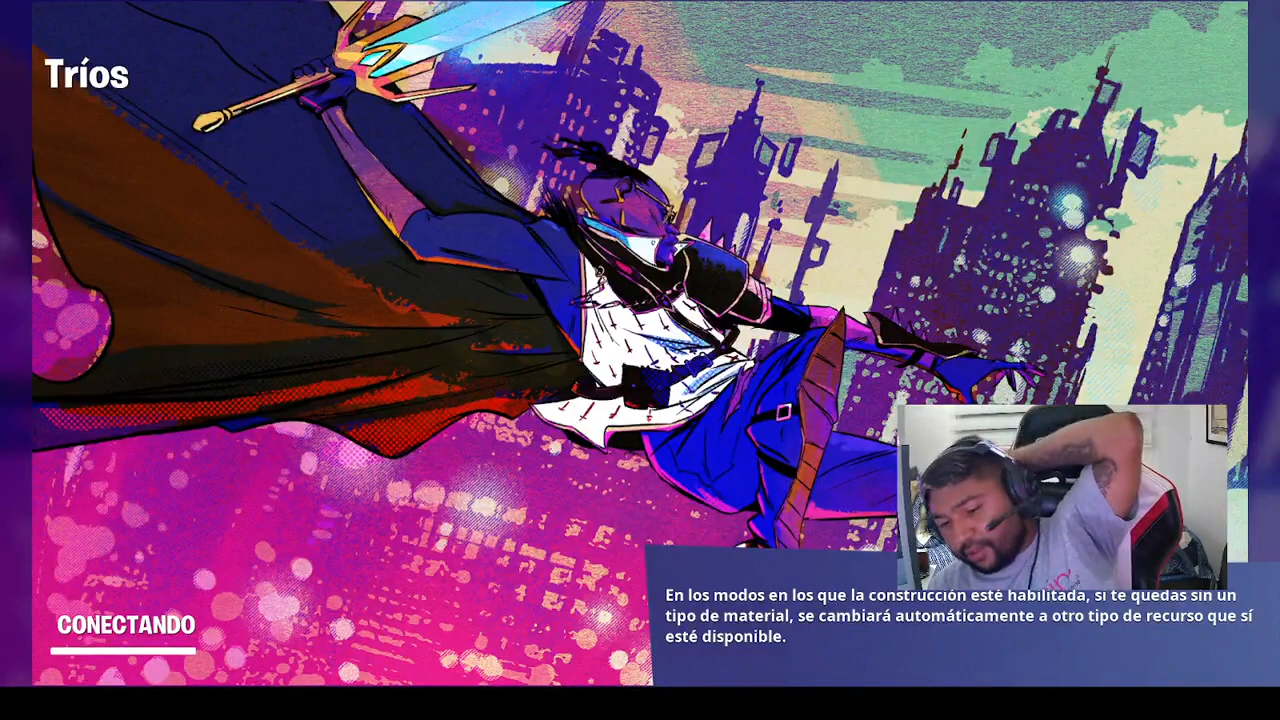 Tríos
CONECTANDO
En los modos en los que la construcción esté habilitada, si te quedas sin un
tipo de material, se cambiará automáticamente a otro tipo de recurso que sí
esté disponible.